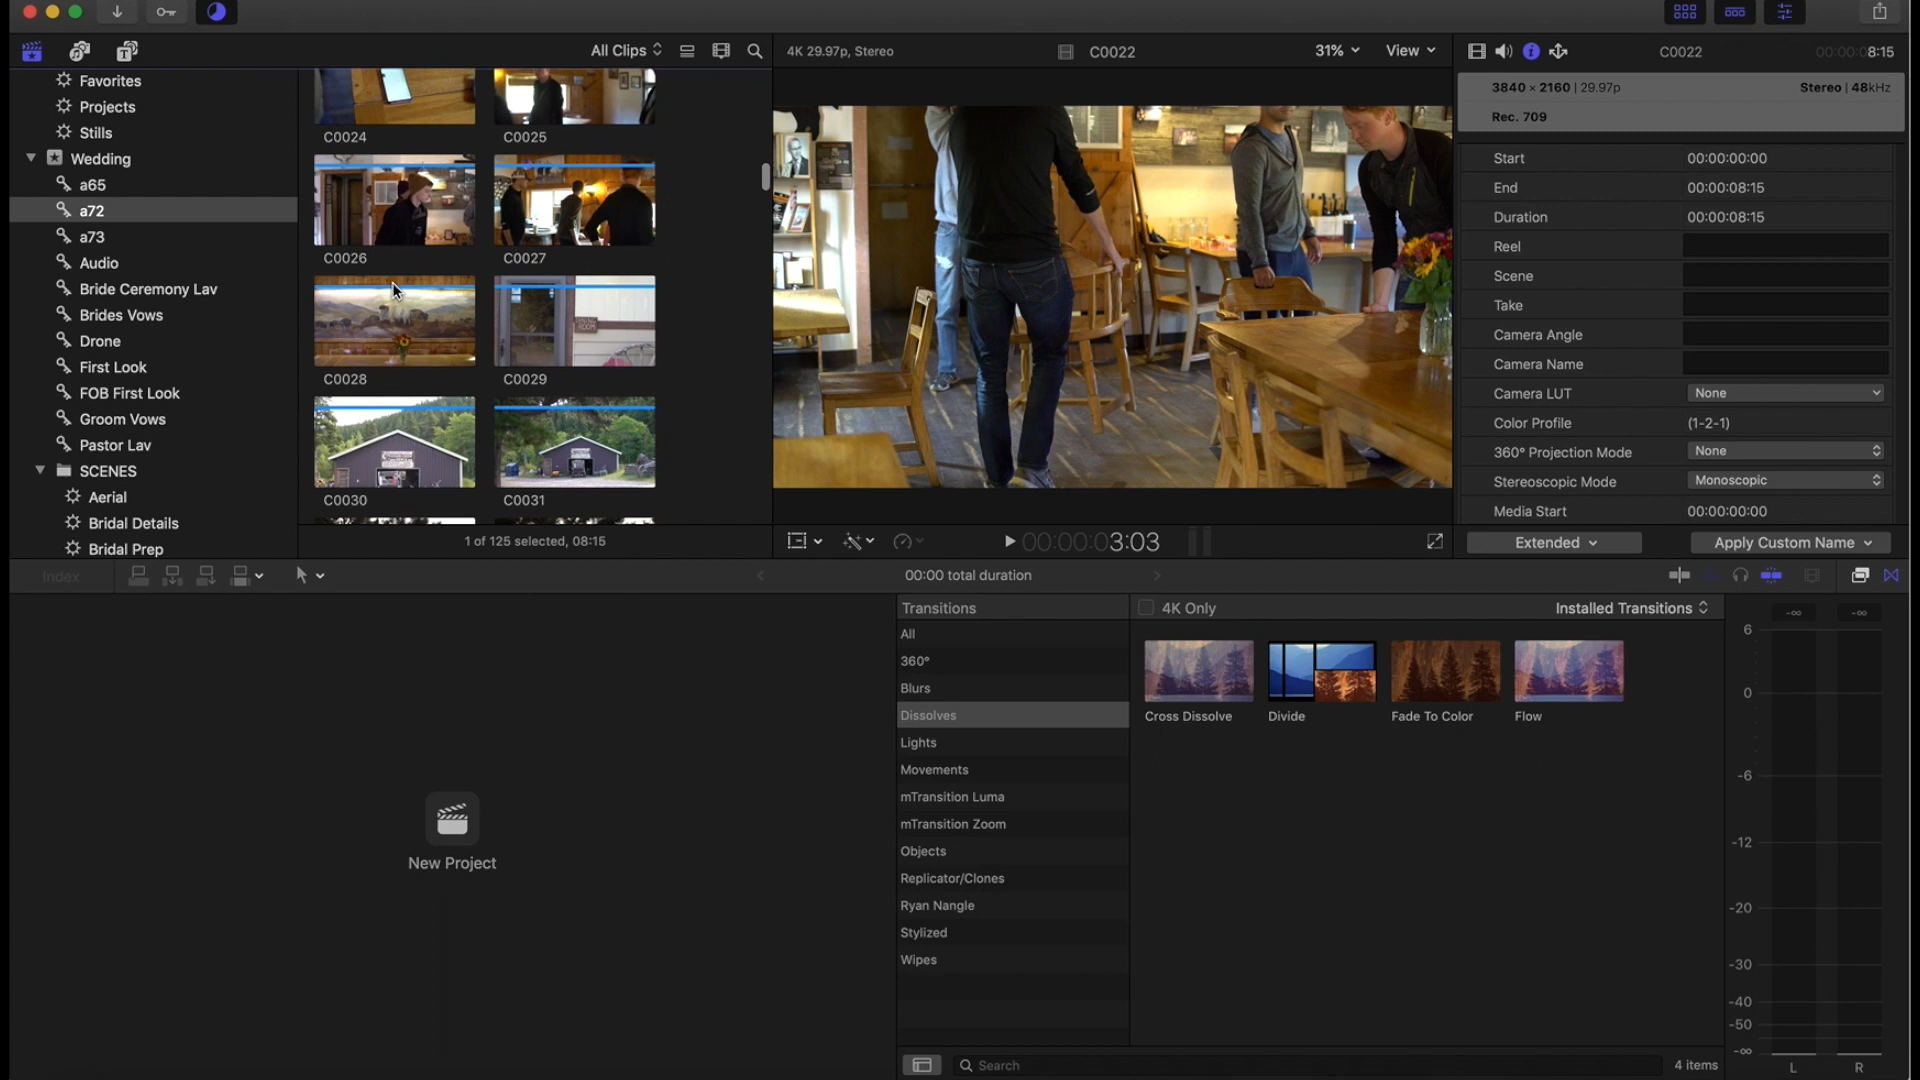 All Clips
4K 29.97p, Stereo
C0022
31%
View
C0022
00:00:08:15
Favorites
Projects
Stills
Wedding
a65
a72
a73
Audio
Bride Ceremony Lav
Brides Vows
Drone
First Look
FOB First Look
Groom Vows
Pastor Lav
SCENES
Aerial
Bridal Details
Bridal Prep
C0024
C0025
C0026
C0027
C0028
C0029
C0030
C0031
1 of 125 selected, 08:15
00:00:03:03
3840 × 2160 | 29.97p
Stereo | 48kHz
Rec. 709
Start 00:00:00:00
End 00:00:08:15
Duration 00:00:08:15
Reel
Scene
Take
Camera Angle
Camera Name
Camera LUT None
Color Profile (1-2-1)
360° Projection Mode None
Stereoscopic Mode Monoscopic
Media Start 00:00:00:00
Extended
Apply Custom Name
Index
00:00 total duration
New Project
Transitions
All
360°
Blurs
Dissolves
Lights
Movements
mTransition Luma
mTransition Zoom
Objects
Replicator/Clones
Ryan Nangle
Stylized
Wipes
4K Only
Installed Transitions
Cross Dissolve
Divide
Fade To Color
Flow
Search
4 items
-∞ -∞
6
0
-6
-12
-20
-30
-40
-50
-∞
L R